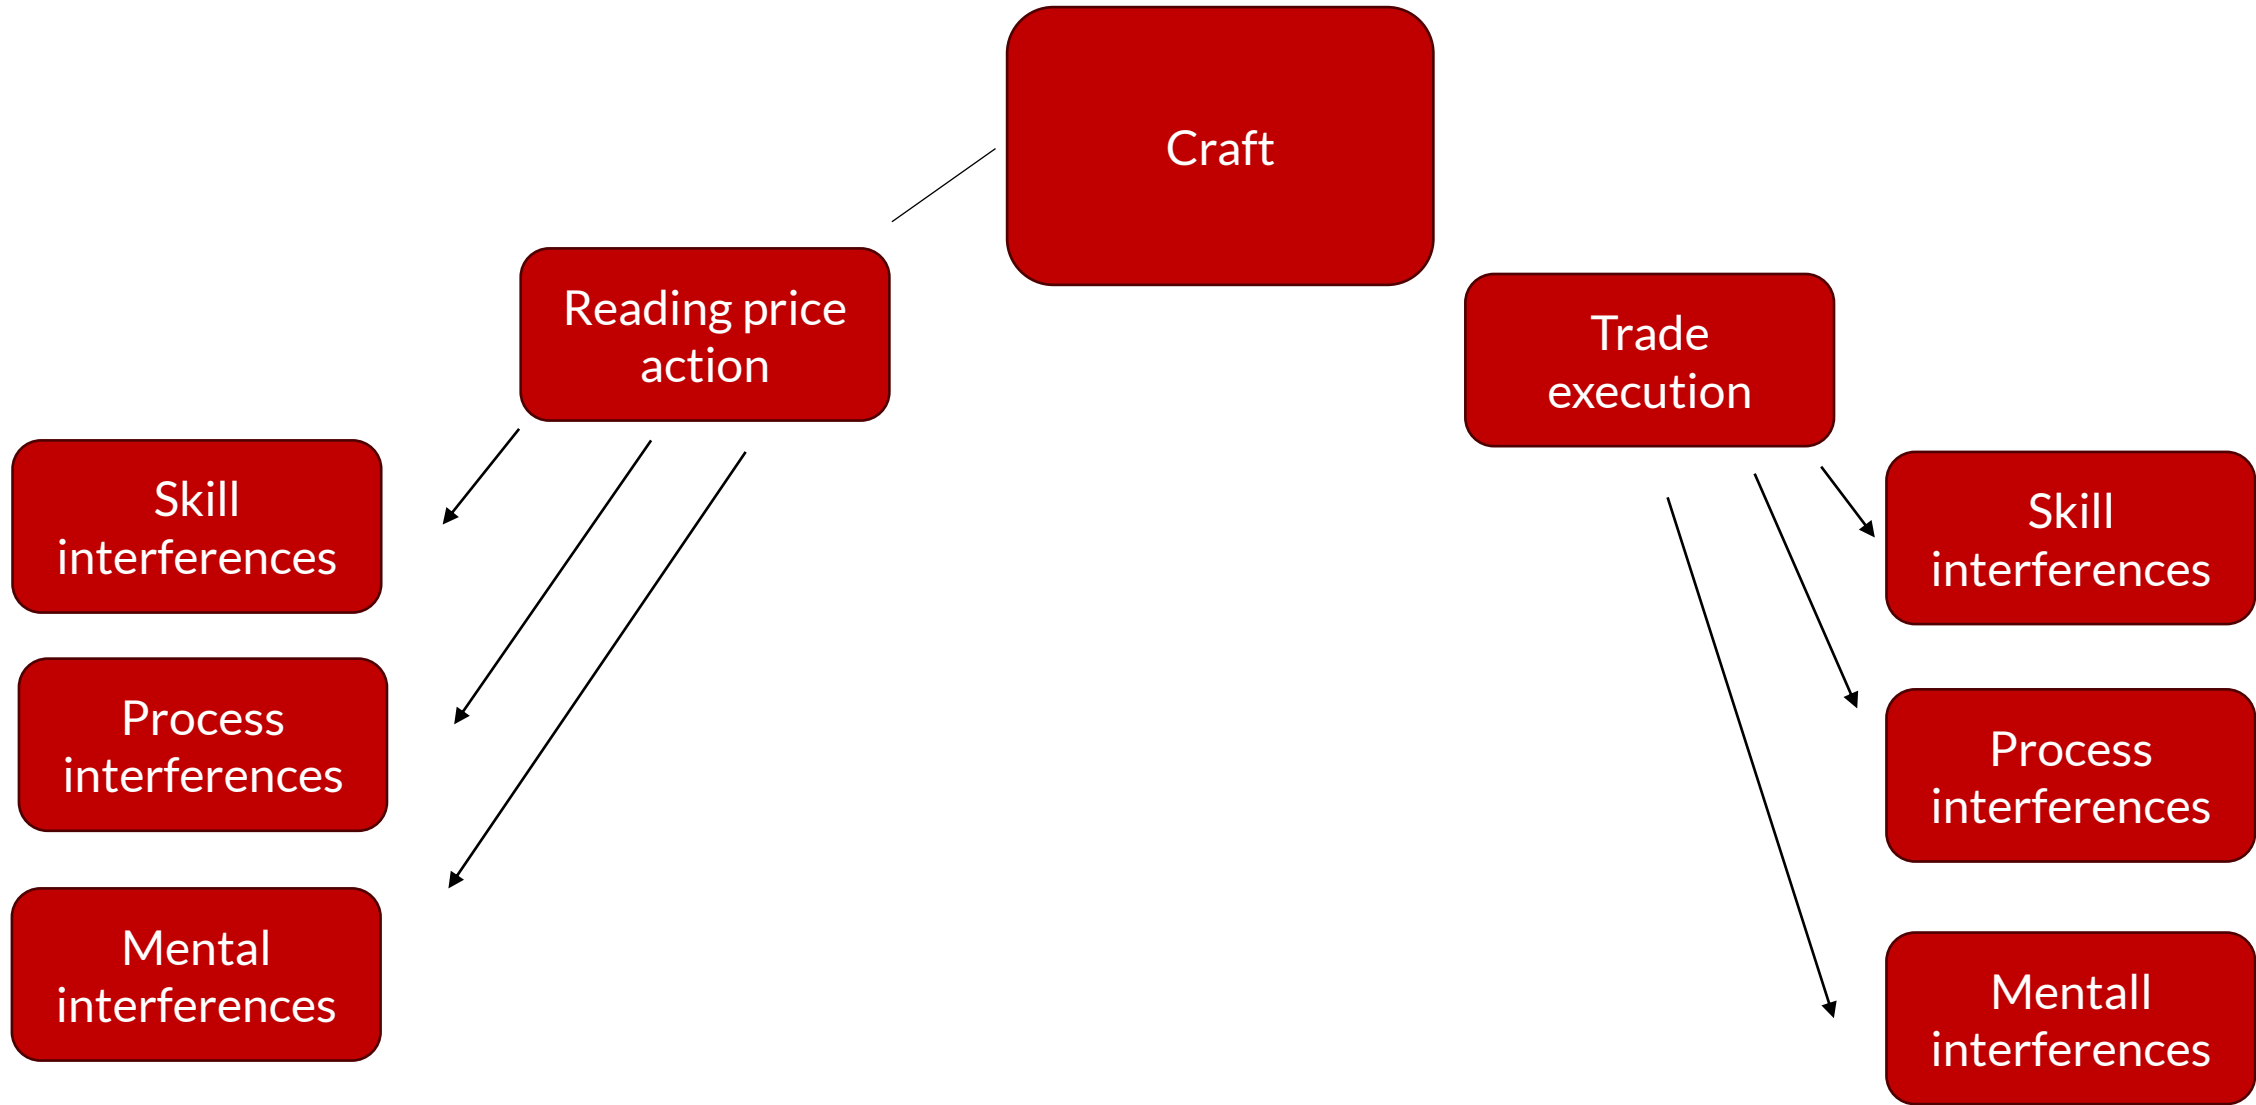 Craft
Reading price
action
Trade
execution
Skill
interferences
Process
interferences
Mental
interferences
Skill
interferences
Process
interferences
Mentall
interferences